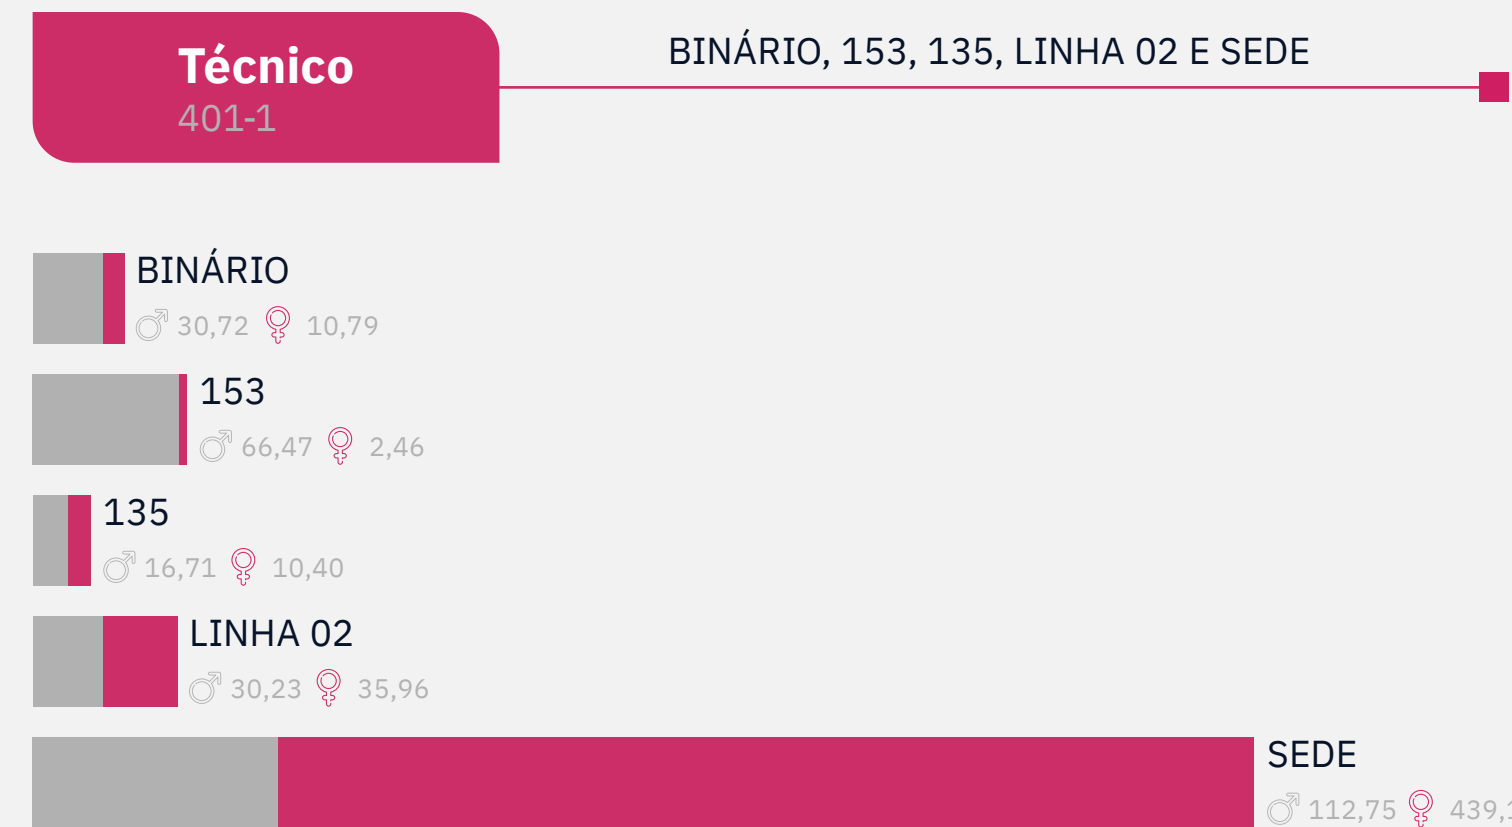 Técnico
401-1
BINÁRIO, 153, 135, LINHA 02 E SEDE
BINÁRIO
30,72 10,79
153
66,47 2,46
135
16,71 10,40
LINHA 02
30,23 35,96
SEDE
112,75